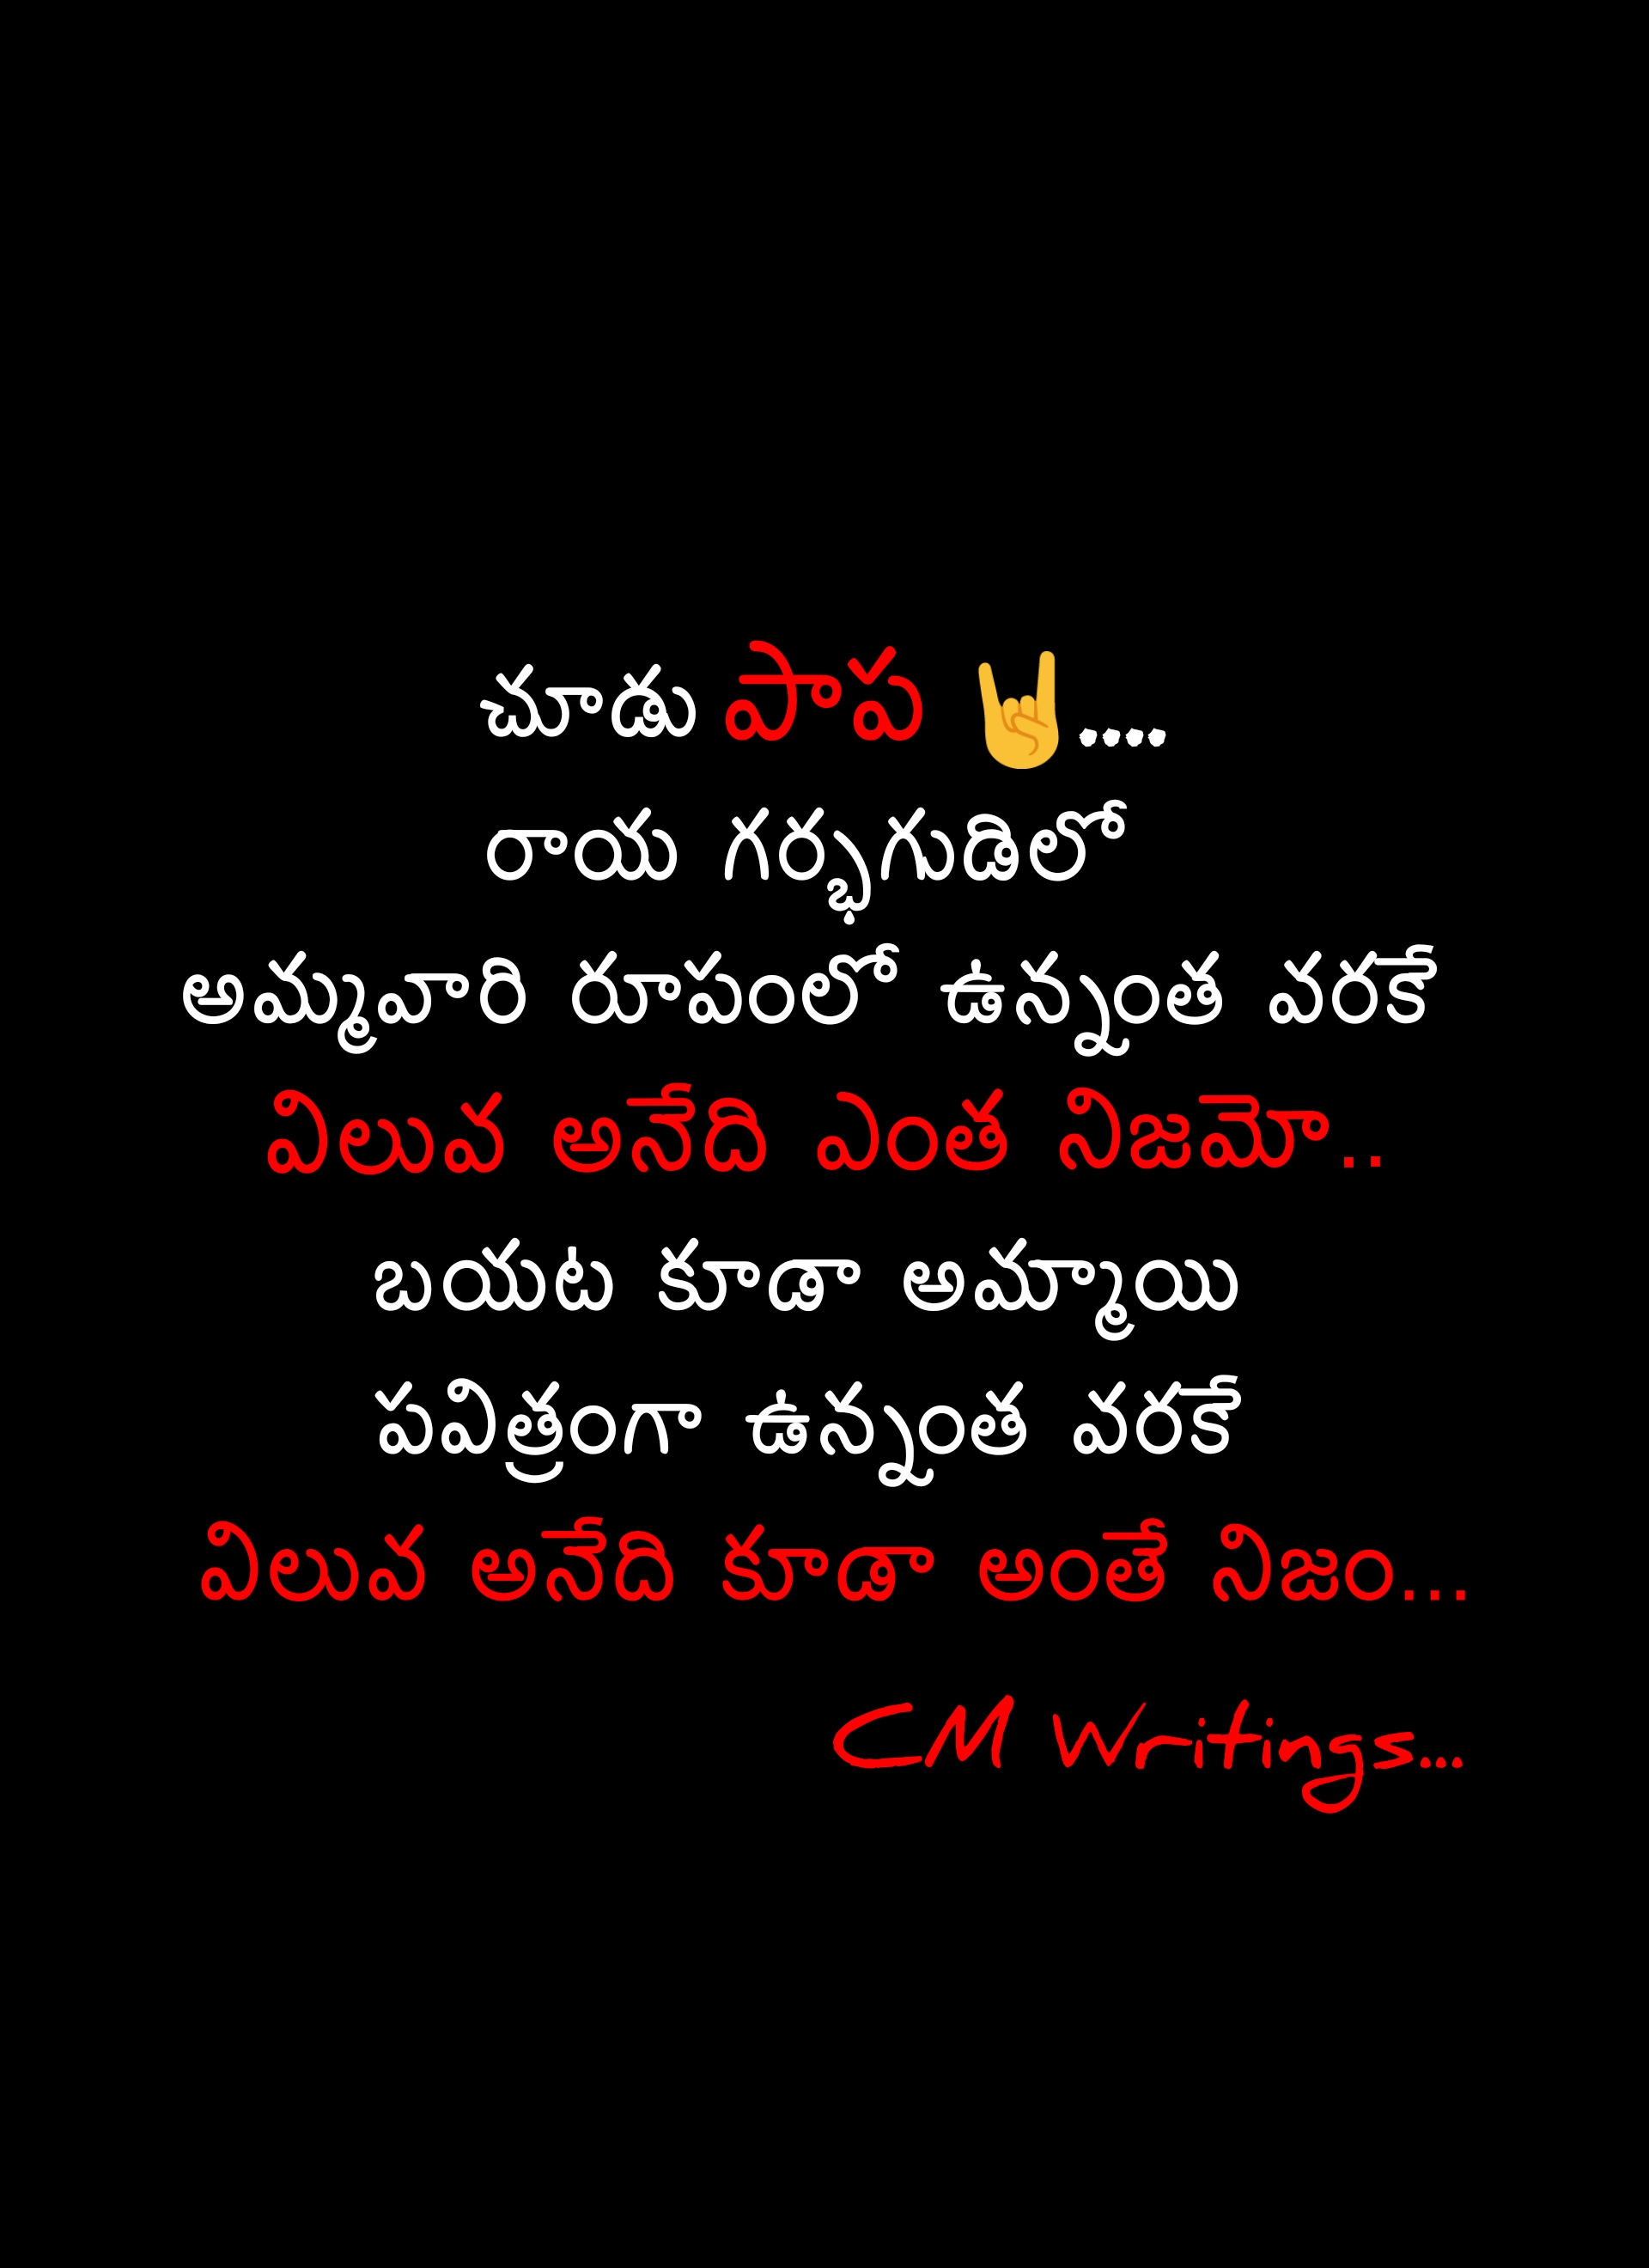 చూడు పాప 🤘....
రాయి గర్భగుడిలో
అమ్మవారి రూపంలో ఉన్నంత వరకే
విలువ అనేది ఎంత నిజమో..
బయట కూడా అమ్మాయి
పవిత్రంగా ఉన్నంత వరకే
విలువ అనేది కూడా అంతే నిజం...
CM Writings...